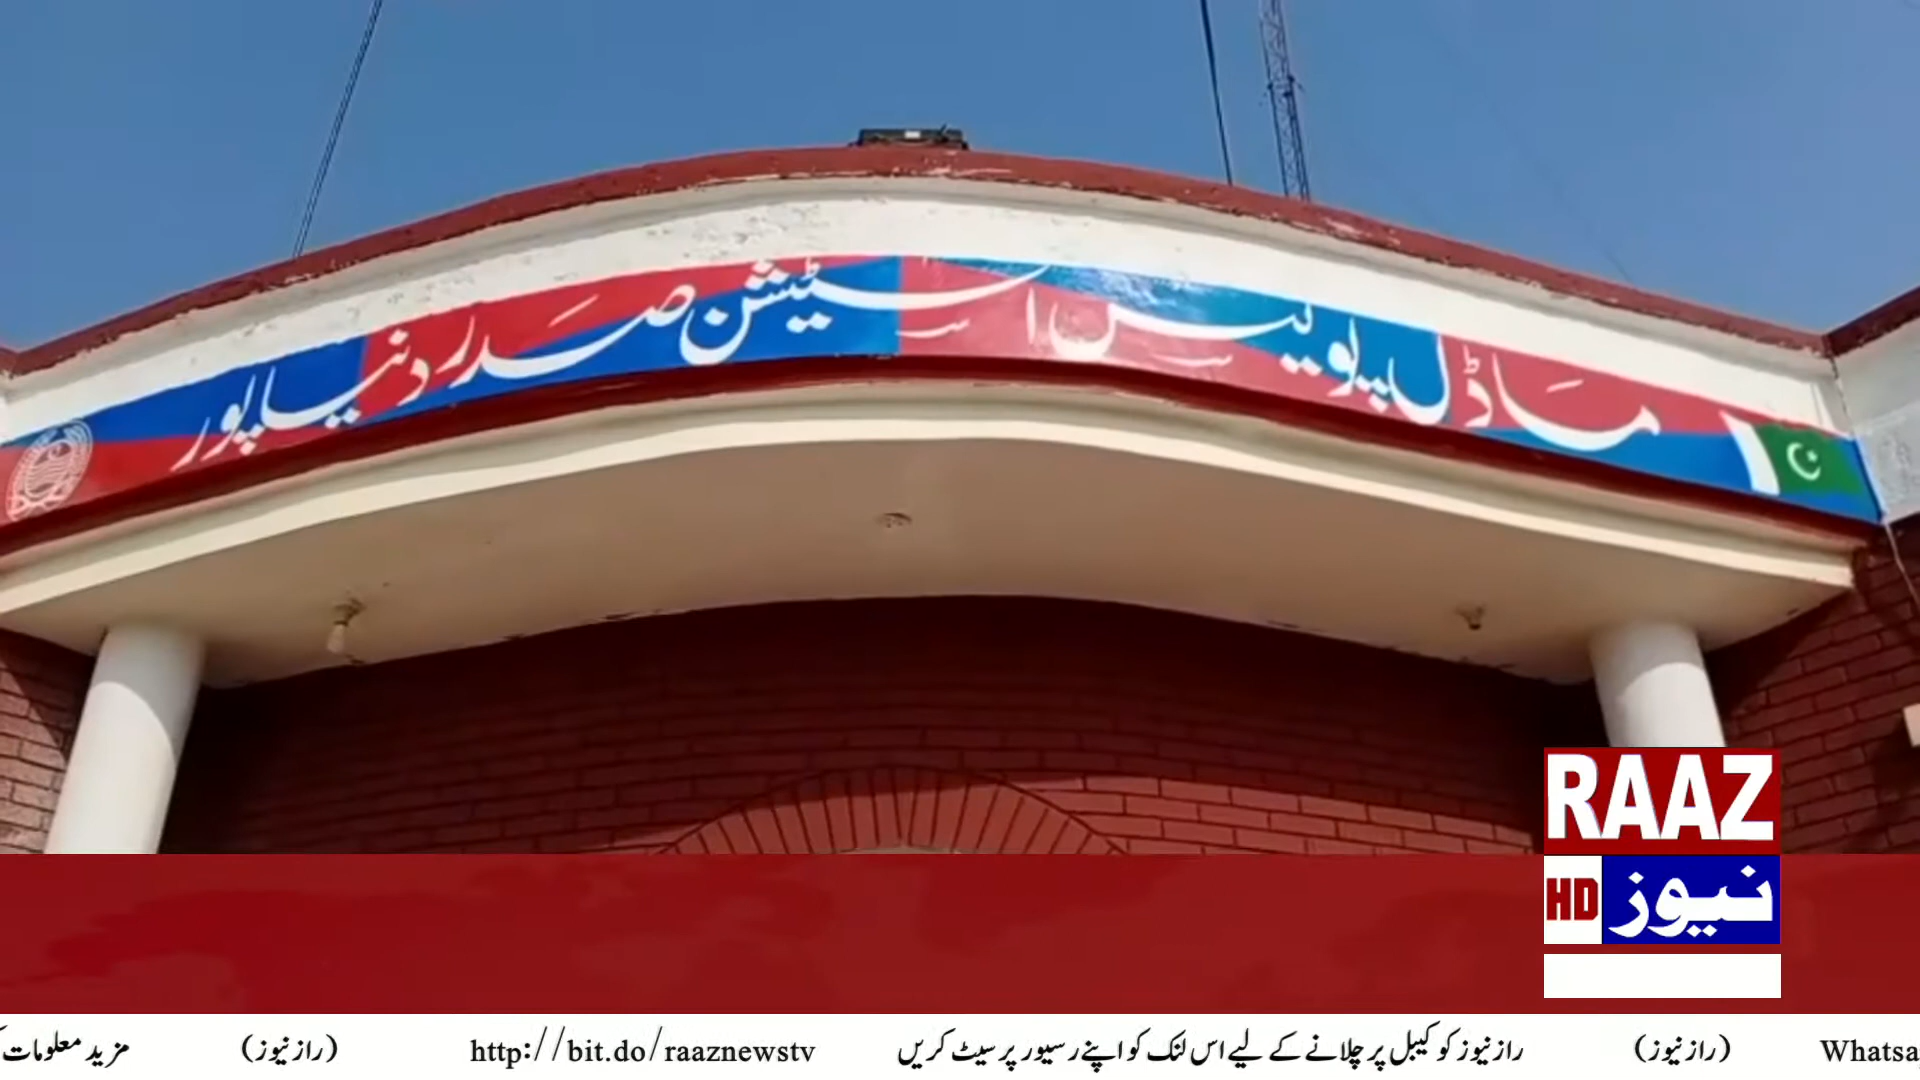 ماڈل پولیس اسٹیشن صدر دنیاپور
RAAZ
HD نیوز
Whatsa (رازنیوز) رازنیوز کو کیبل پر چلانے کے لیے اس لنک کو اپنے رسیور پر سیٹ کریں http://bit.do/raaznewstv (رازنیوز) مزید معلومات